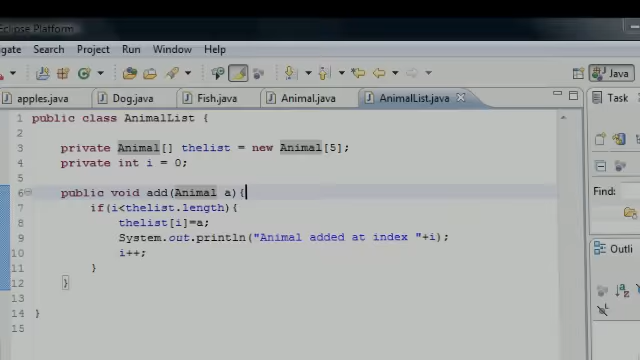 Eclipse Platform
Search Project Run Window Help
Java
apples.java Dog.java Fish.java Animal.java AnimalList.java
Task
Find:
Outli
1 public class AnimalList {
2
3 private Animal[] thelist = new Animal[5];
4 private int i = 0;
6 public void add(Animal a){
7 if(i<thelist.length){
8 thelist[i]=a;
9 System.out.println("Animal added at index "+i);
10 i++;
11 }
12 }
13
14 }
15